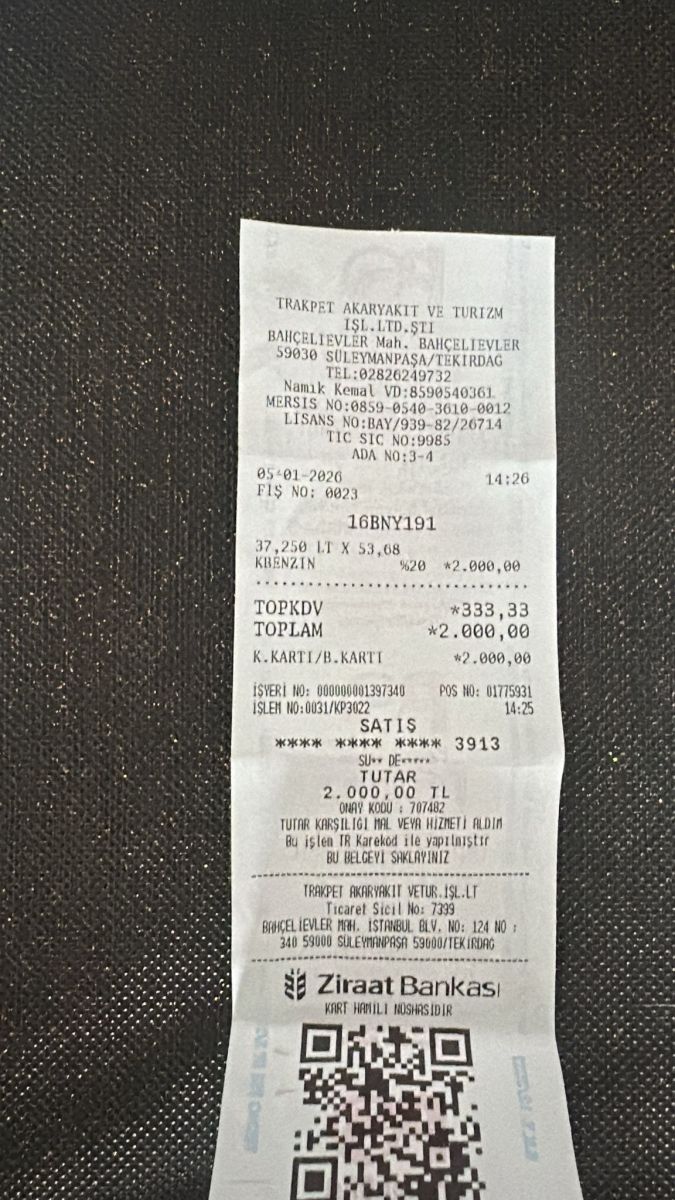 TRAKPET AKARYAKIT VE TURIZM
İŞL.LTD.ŞTI
BAHÇELIEVLER Mah. BAHÇELIEVLER
59030 SÜLEYMANPAŞA/TEKIRDAG
TEL:02826249732
Namık Kemal VD:8590540361
MERSIS NO:0859-0540-3610-0012
LISANS NO:BAY/939-82/26714
TIC SIC NO:9985
ADA NO:3-4
05-01-2026 14:26
FIŞ NO: 0023
16BNY191
37,250 LT X 53,68
KBENZIN %20 *2.000,00
TOPKDV *333,33
TOPLAM *2.000,00
K.KARTI/B.KARTI *2.000,00
İŞYERİ NO: 000000001397340 POS NO: 01775931
İŞLEM NO:0031/KP3022 14:25
SATIŞ
**** **** **** 3913
SU** DE*****
TUTAR
2.000,00 TL
ONAY KODU : 707482
TUTAR KARŞILIĞI MAL VEYA HİZMETİ ALDIM
Bu işlem TR Karekod ile yapılmıştır
BU BELGEYİ SAKLAYINIZ
TRAKPET AKARYAKIT VETUR.İŞL.LT
Ticaret Sicil No: 7399
BAHÇELİEVLER MAH. İSTANBUL BLV. NO: 124 NO :
340 59000 SÜLEYMANPAŞA 59000/TEKİRDAĞ
Ziraat Bankası
KART HAMİLİ NÜSHASIDIR